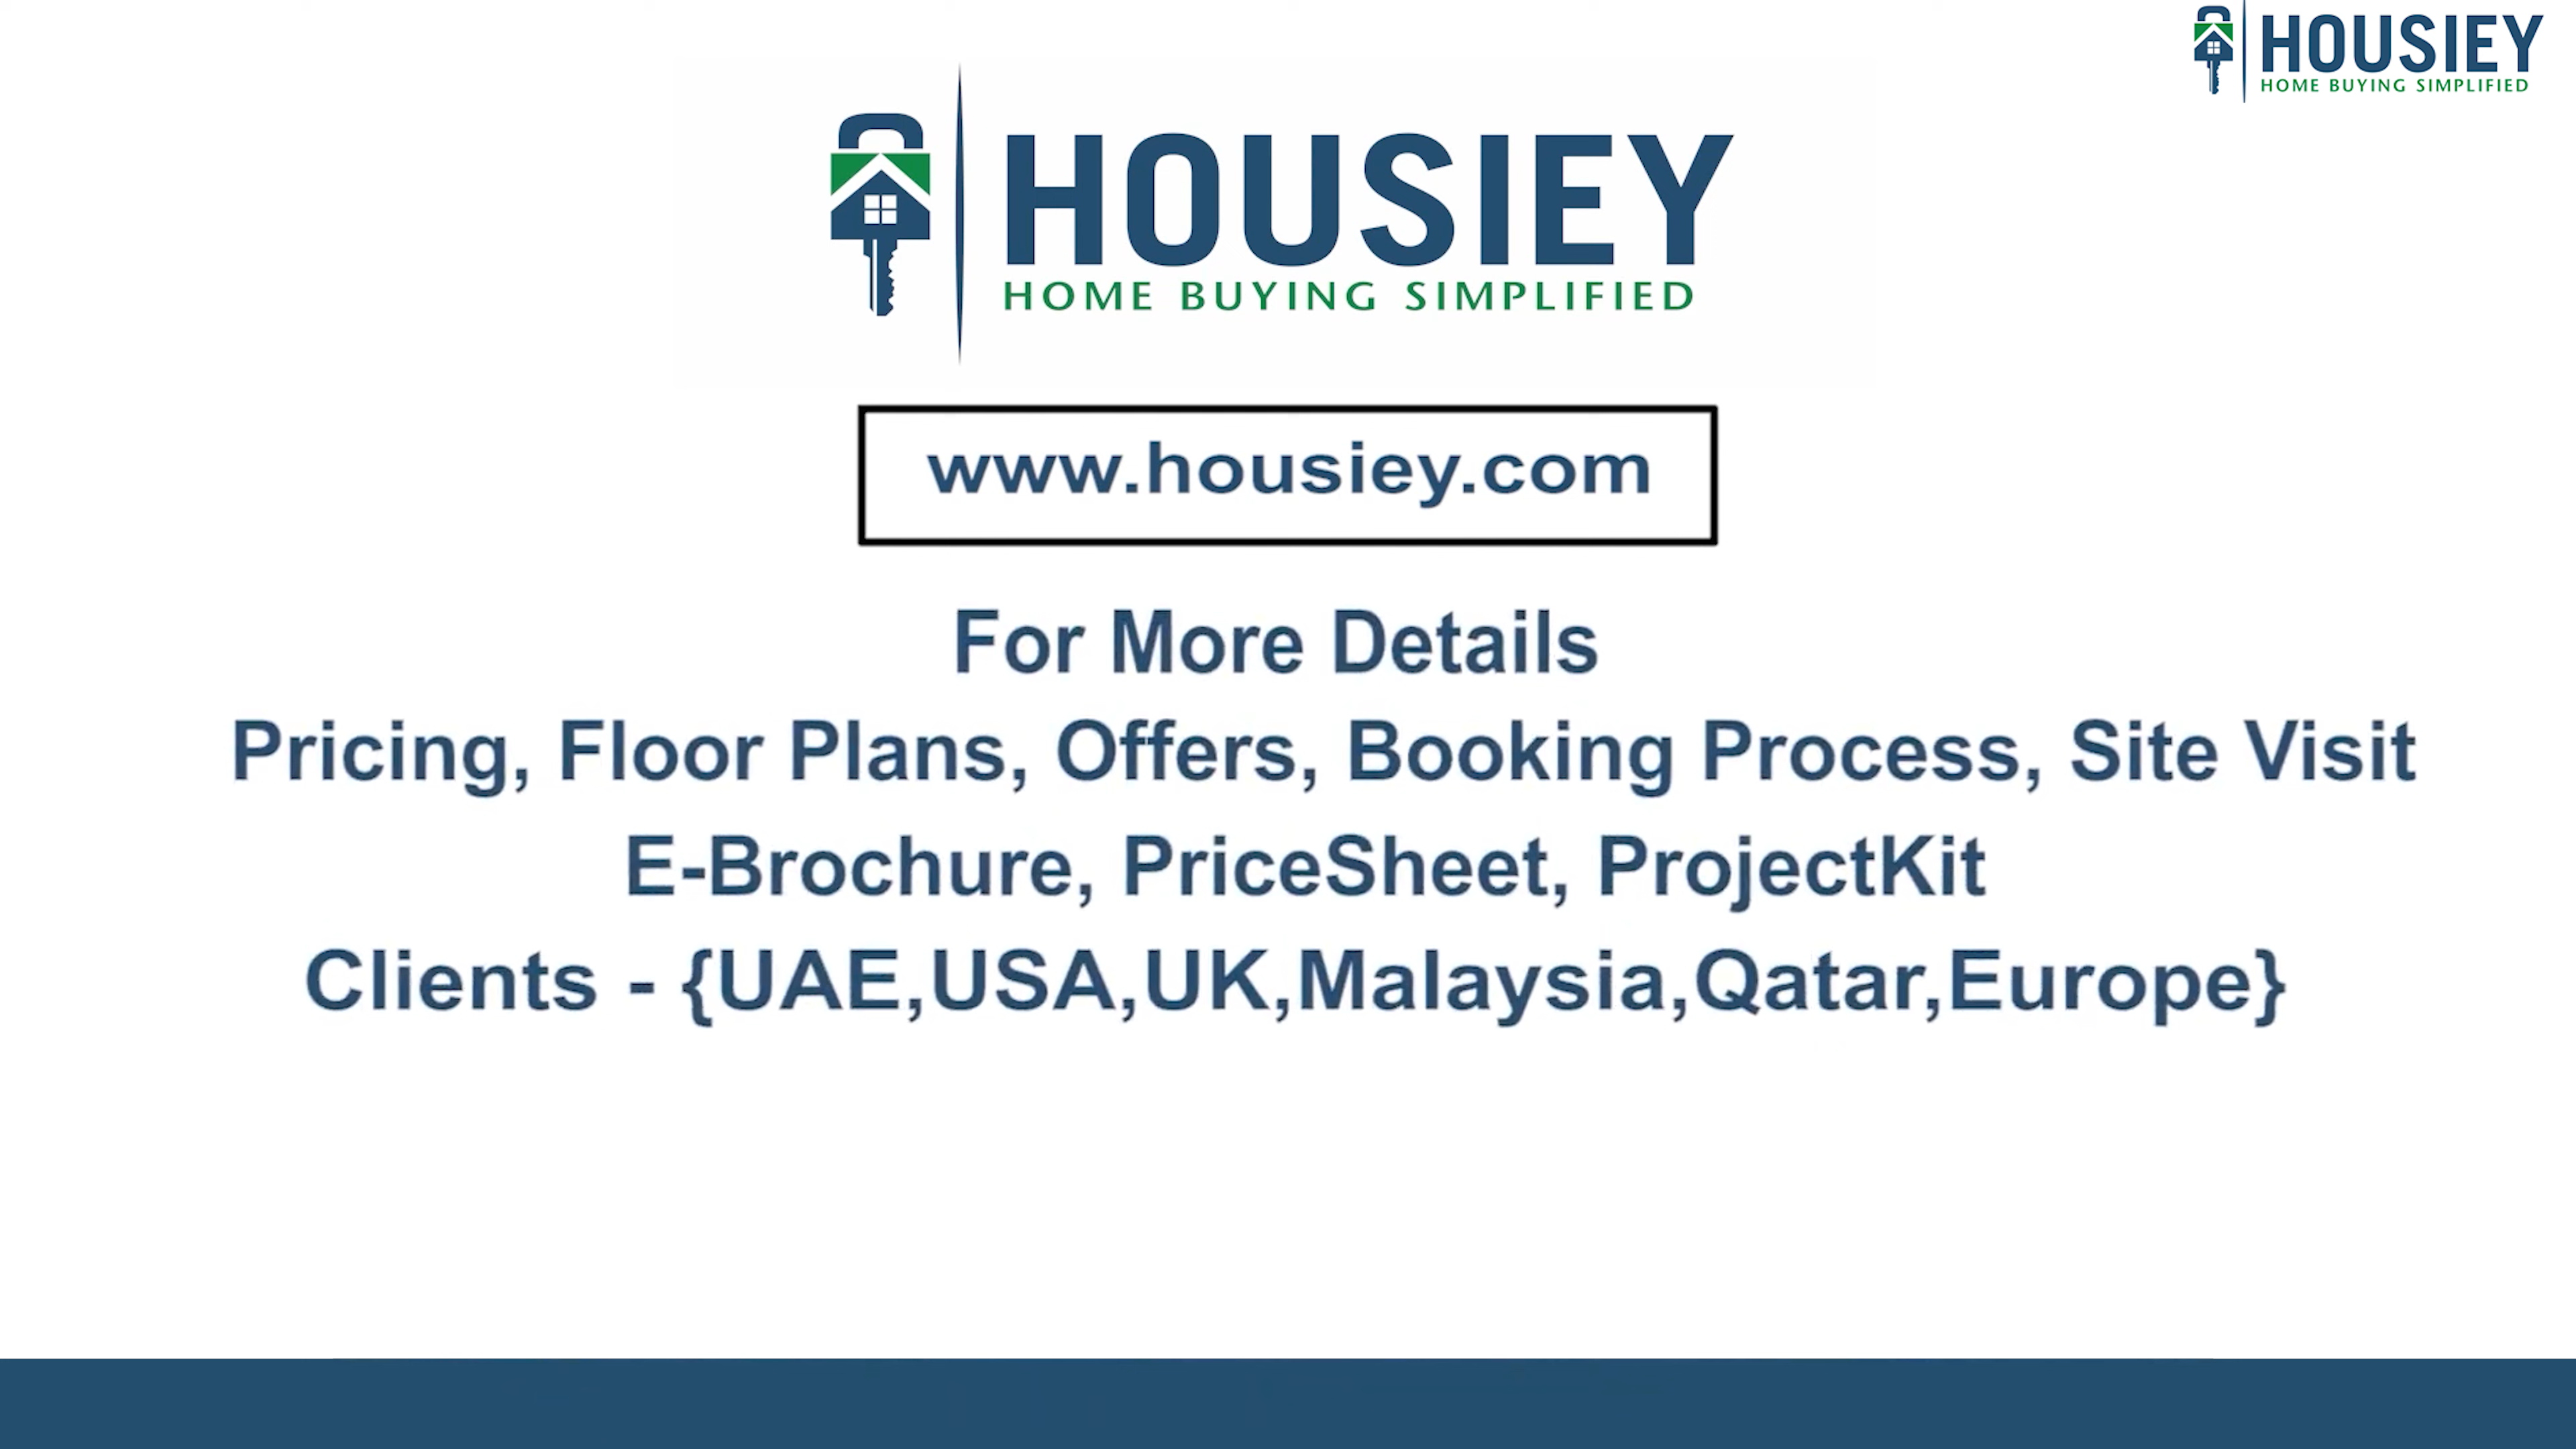 HOUSIEY
HOME BUYING SIMPLIFIED
HOUSIEY
HOME BUYING SIMPLIFIED
www.housiey.com
For More Details
Pricing, Floor Plans, Offers, Booking Process, Site Visit
E-Brochure, PriceSheet, ProjectKit
Clients - {UAE,USA,UK,Malaysia,Qatar,Europe}